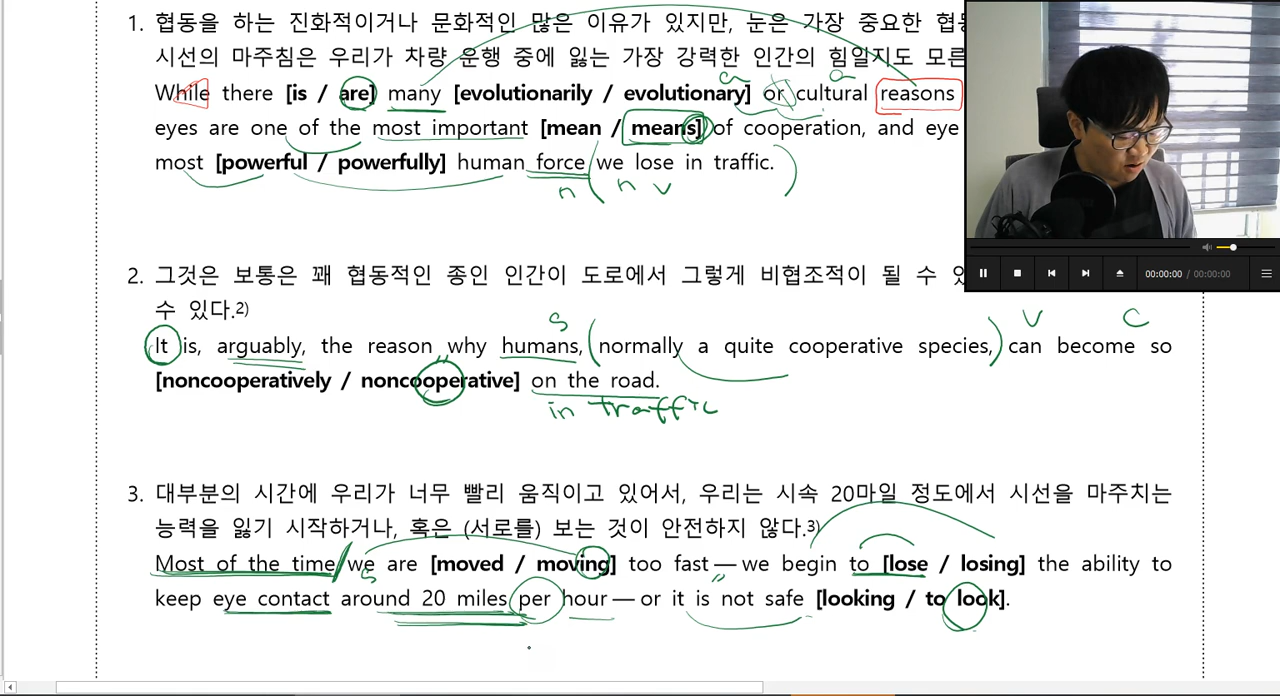 1. 협동을 하는 진화적이거나 문화적인 많은 이유가 있지만, 눈은 가장 중요한
시선의 마주침은 우리가 차량 운행 중에 잃는 가장 강력한 인간의 힘일지도
While there [is / are] many [evolutionarily / evolutionary] or cultural reasons
a a
eyes are one of the most important [mean / means] of cooperation, and eye
most [powerful / powerfully] human force we lose in traffic.
n n v
00:00:00 / 00:00:00
2. 그것은 보통은 꽤 협동적인 종인 인간이 도로에서 그렇게 비협조적이 될 수
수 있다.2)
S V C
It is, arguably, the reason why humans, (normally a quite cooperative species,) can become so
[noncooperatively / noncooperative] on the road.
in traffic
3. 대부분의 시간에 우리가 너무 빨리 움직이고 있어서, 우리는 시속 20마일 정도에서 시선을 마주치는
능력을 잃기 시작하거나, 혹은 (서로를) 보는 것이 안전하지 않다.3)
Most of the time we are [moved / moving] too fast — we begin to [lose / losing] the ability to
S
keep eye contact around 20 miles per hour — or it is not safe [looking / to look].